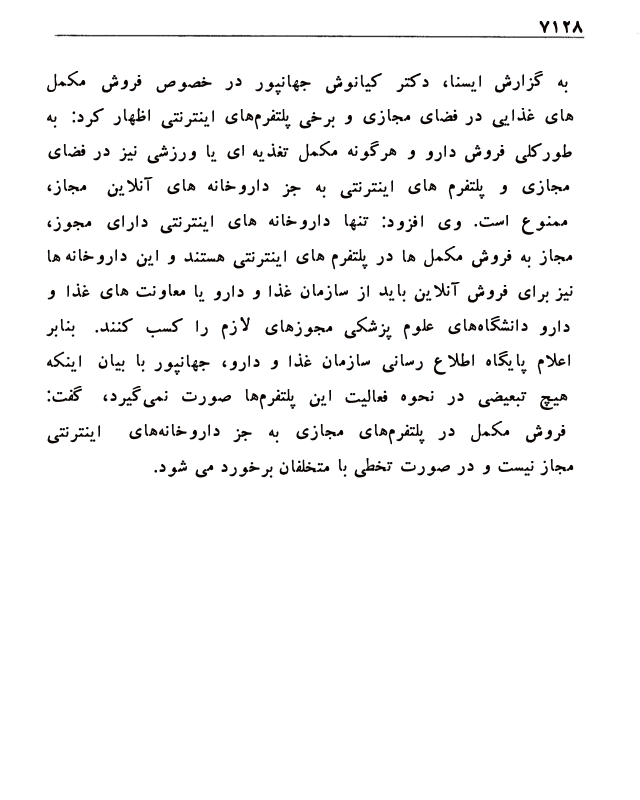 ۷۱۲۸
به گزارش ایسنا، دکتر کیانوش جهانپور در خصوص فروش مکمل
های غذایی در فضای مجازی و برخی پلتفرم‌های اینترنتی اظهار کرد: به
طورکلی فروش دارو و هرگونه مکمل تغذیه ای یا ورزشی نیز در فضای
مجازی و پلتفرم های اینترنتی به جز داروخانه های آنلاین مجاز،
ممنوع است. وی افزود: تنها داروخانه های اینترنتی دارای مجوز،
مجاز به فروش مکمل ها در پلتفرم های اینترنتی هستند و این داروخانه ها
نیز برای فروش آنلاین باید از سازمان غذا و دارو یا معاونت های غذا و
دارو دانشگاه‌های علوم پزشکی مجوزهای لازم را کسب کنند. بنابر
اعلام پایگاه اطلاع رسانی سازمان غذا و دارو، جهانپور با بیان اینکه
هیچ تبعیضی در نحوه فعالیت این پلتفرم‌ها صورت نمی‌گیرد، گفت:
فروش مکمل در پلتفرم‌های مجازی به جز داروخانه‌های اینترنتی
مجاز نیست و در صورت تخطی با متخلفان برخورد می شود.